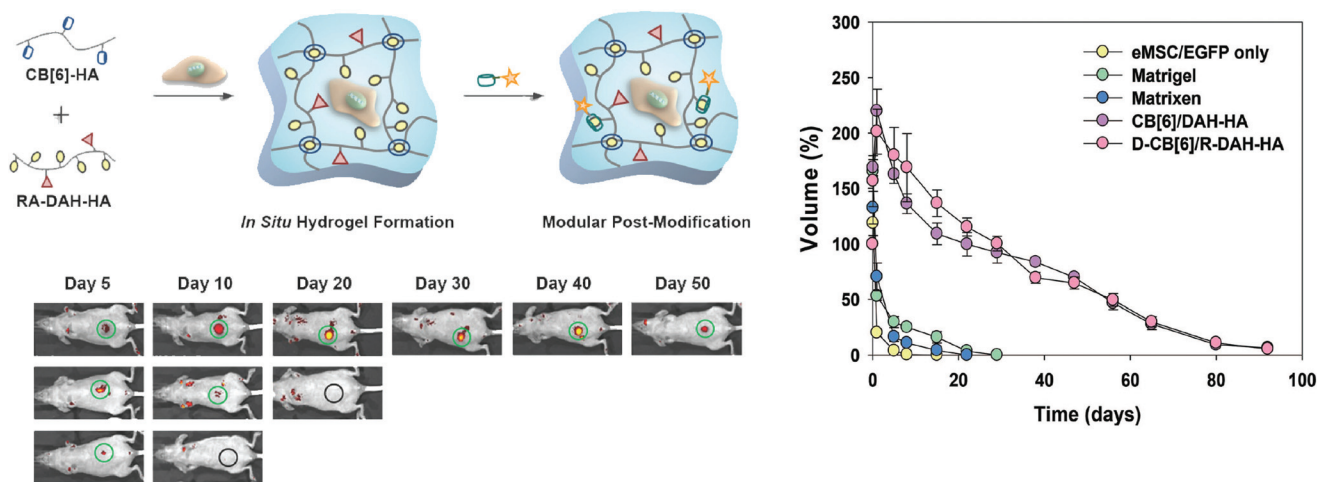 CB[6]-HA
+
RA-DAH-HA
In Situ Hydrogel Formation
Modular Post-Modification
Day 5 Day 10 Day 20 Day 30 Day 40 Day 50
300
250
200
150
100
50
0
Volume (%)
eMSC/EGFP only
Matrigel
Matrixen
CB[6]/DAH-HA
D-CB[6]/R-DAH-HA
0 20 40 60 80 100
Time (days)